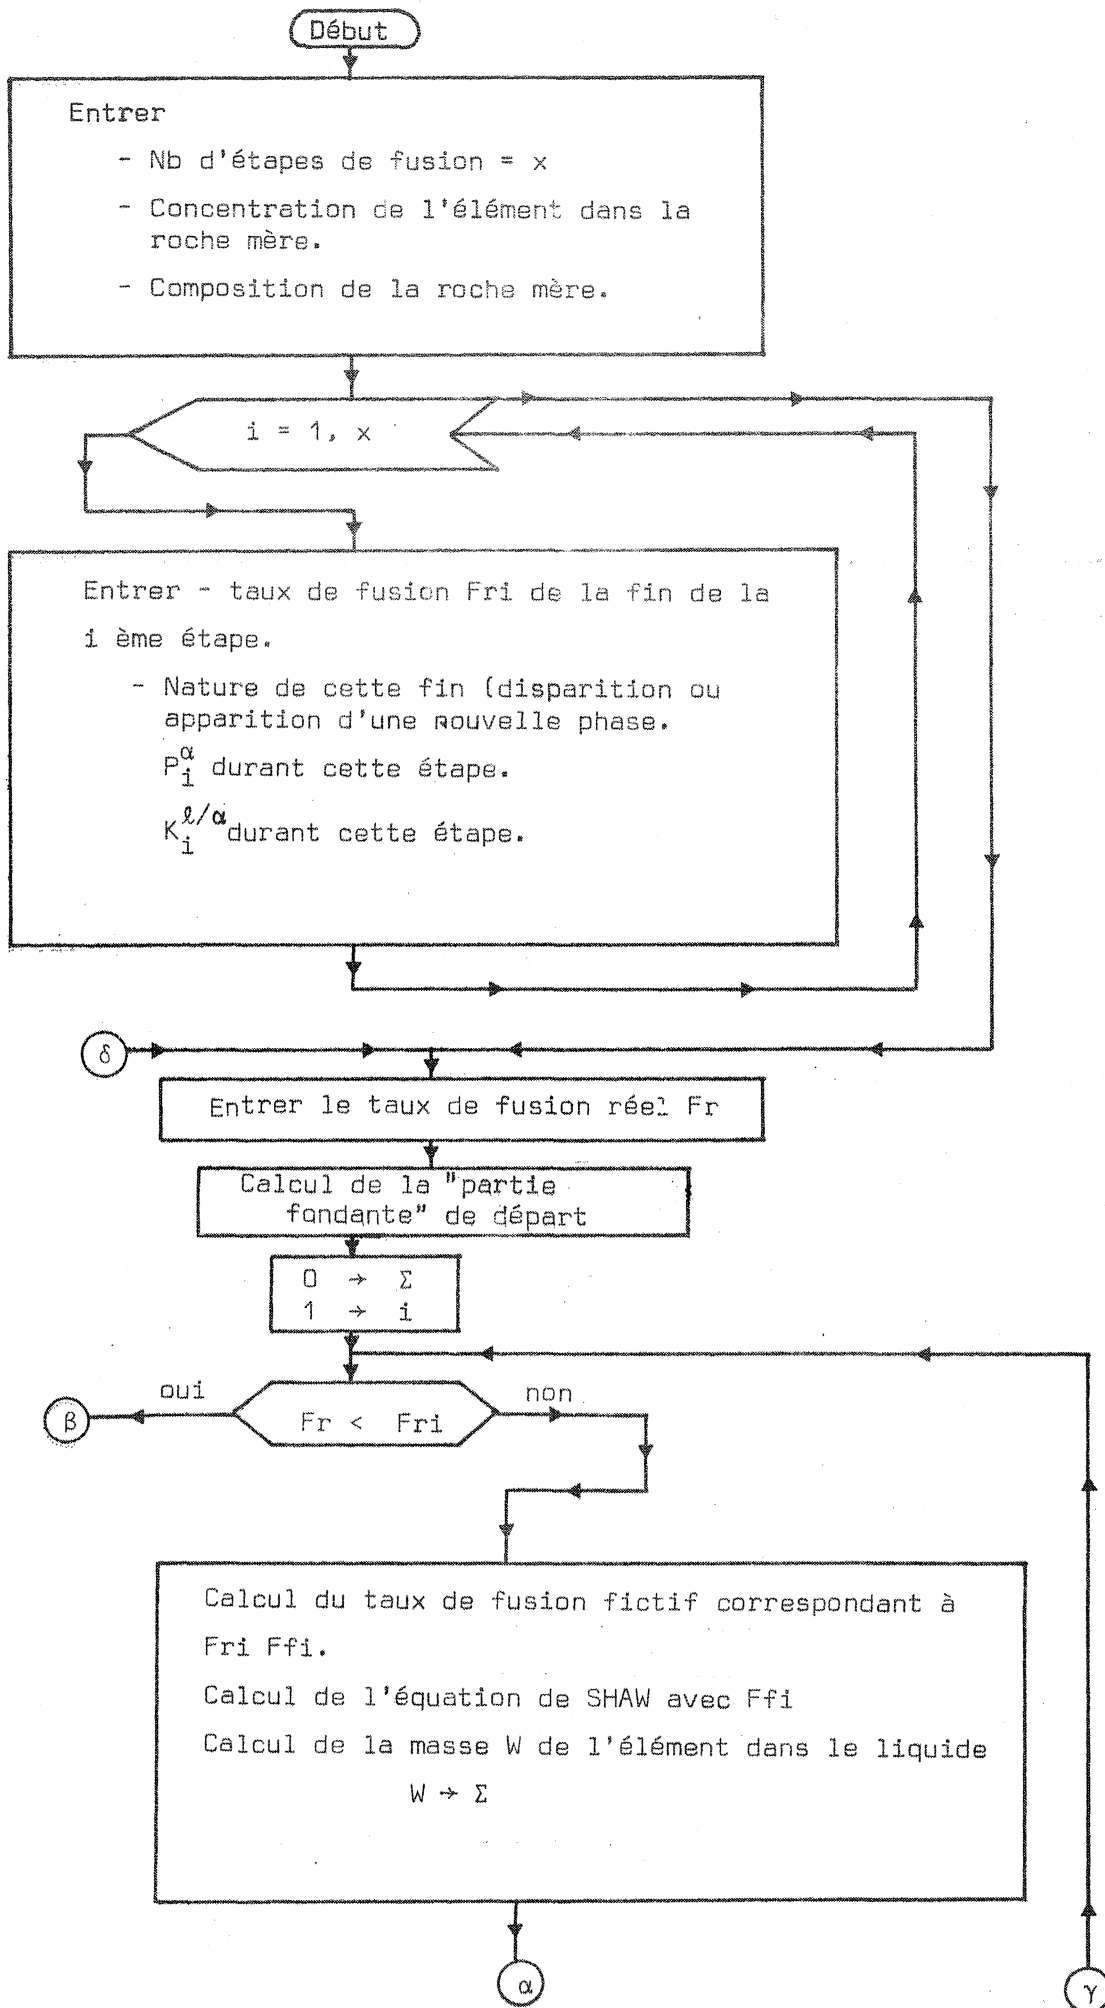 Début
Entrer
- Nb d'étapes de fusion = x
- Concentration de l'élément dans la
roche mère.
- Composition de la roche mère.
i = 1, x
Entrer - taux de fusion Fri de la fin de la
i ème étape.
- Nature de cette fin (disparition ou
apparition d'une nouvelle phase.
P_i^α durant cette étape.
K_i^ℓ/α durant cette étape.
δ
Entrer le taux de fusion réel Fr
Calcul de la "partie
fondante" de départ
0 → Σ
1 → i
oui
non
β
Fr < Fri
Calcul du taux de fusion fictif correspondant à
Fri Ffi.
Calcul de l'équation de SHAW avec Ffi
Calcul de la masse W de l'élément dans le liquide
W → Σ
α
γ